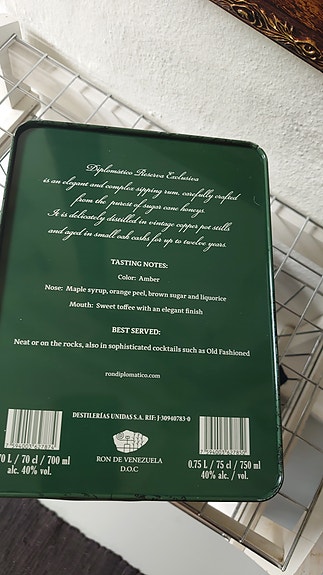 Diplomático Reserva Exclusiva
is an elegant and complex sipping rum, carefully crafted
from the purest of sugar cane honeys.
It is delicately distilled in vintage copper pot stills
and aged in small oak casks for up to twelve years.
TASTING NOTES:
Color: Amber
Nose: Maple syrup, orange peel, brown sugar and liquorice
Mouth: Sweet toffee with an elegant finish
BEST SERVED:
Neat or on the rocks, also in sophisticated cocktails such as Old Fashioned
rondiplomatico.com
DESTILERÍAS UNIDAS S.A. RIF: J-30940783-0
70 L / 70 cl / 700 ml
alc. 40% vol.
RON DE VENEZUELA
D.O.C
0.75 L / 75 cl / 750 ml
40% alc. / vol.